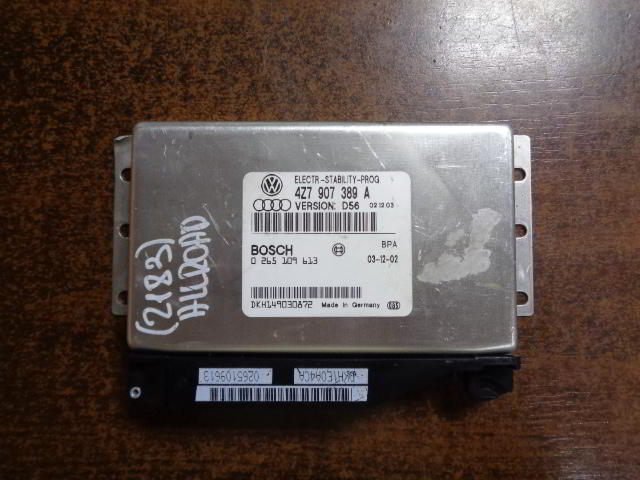 ELECTR-STABILITY-PROG.
4Z7 907 389 A
VERSION: D56 021203
BOSCH
BPA
0 265 109 613
03-12-02
DKH149030872 Made in Germany
(2183)
ALLROAD
0265109613